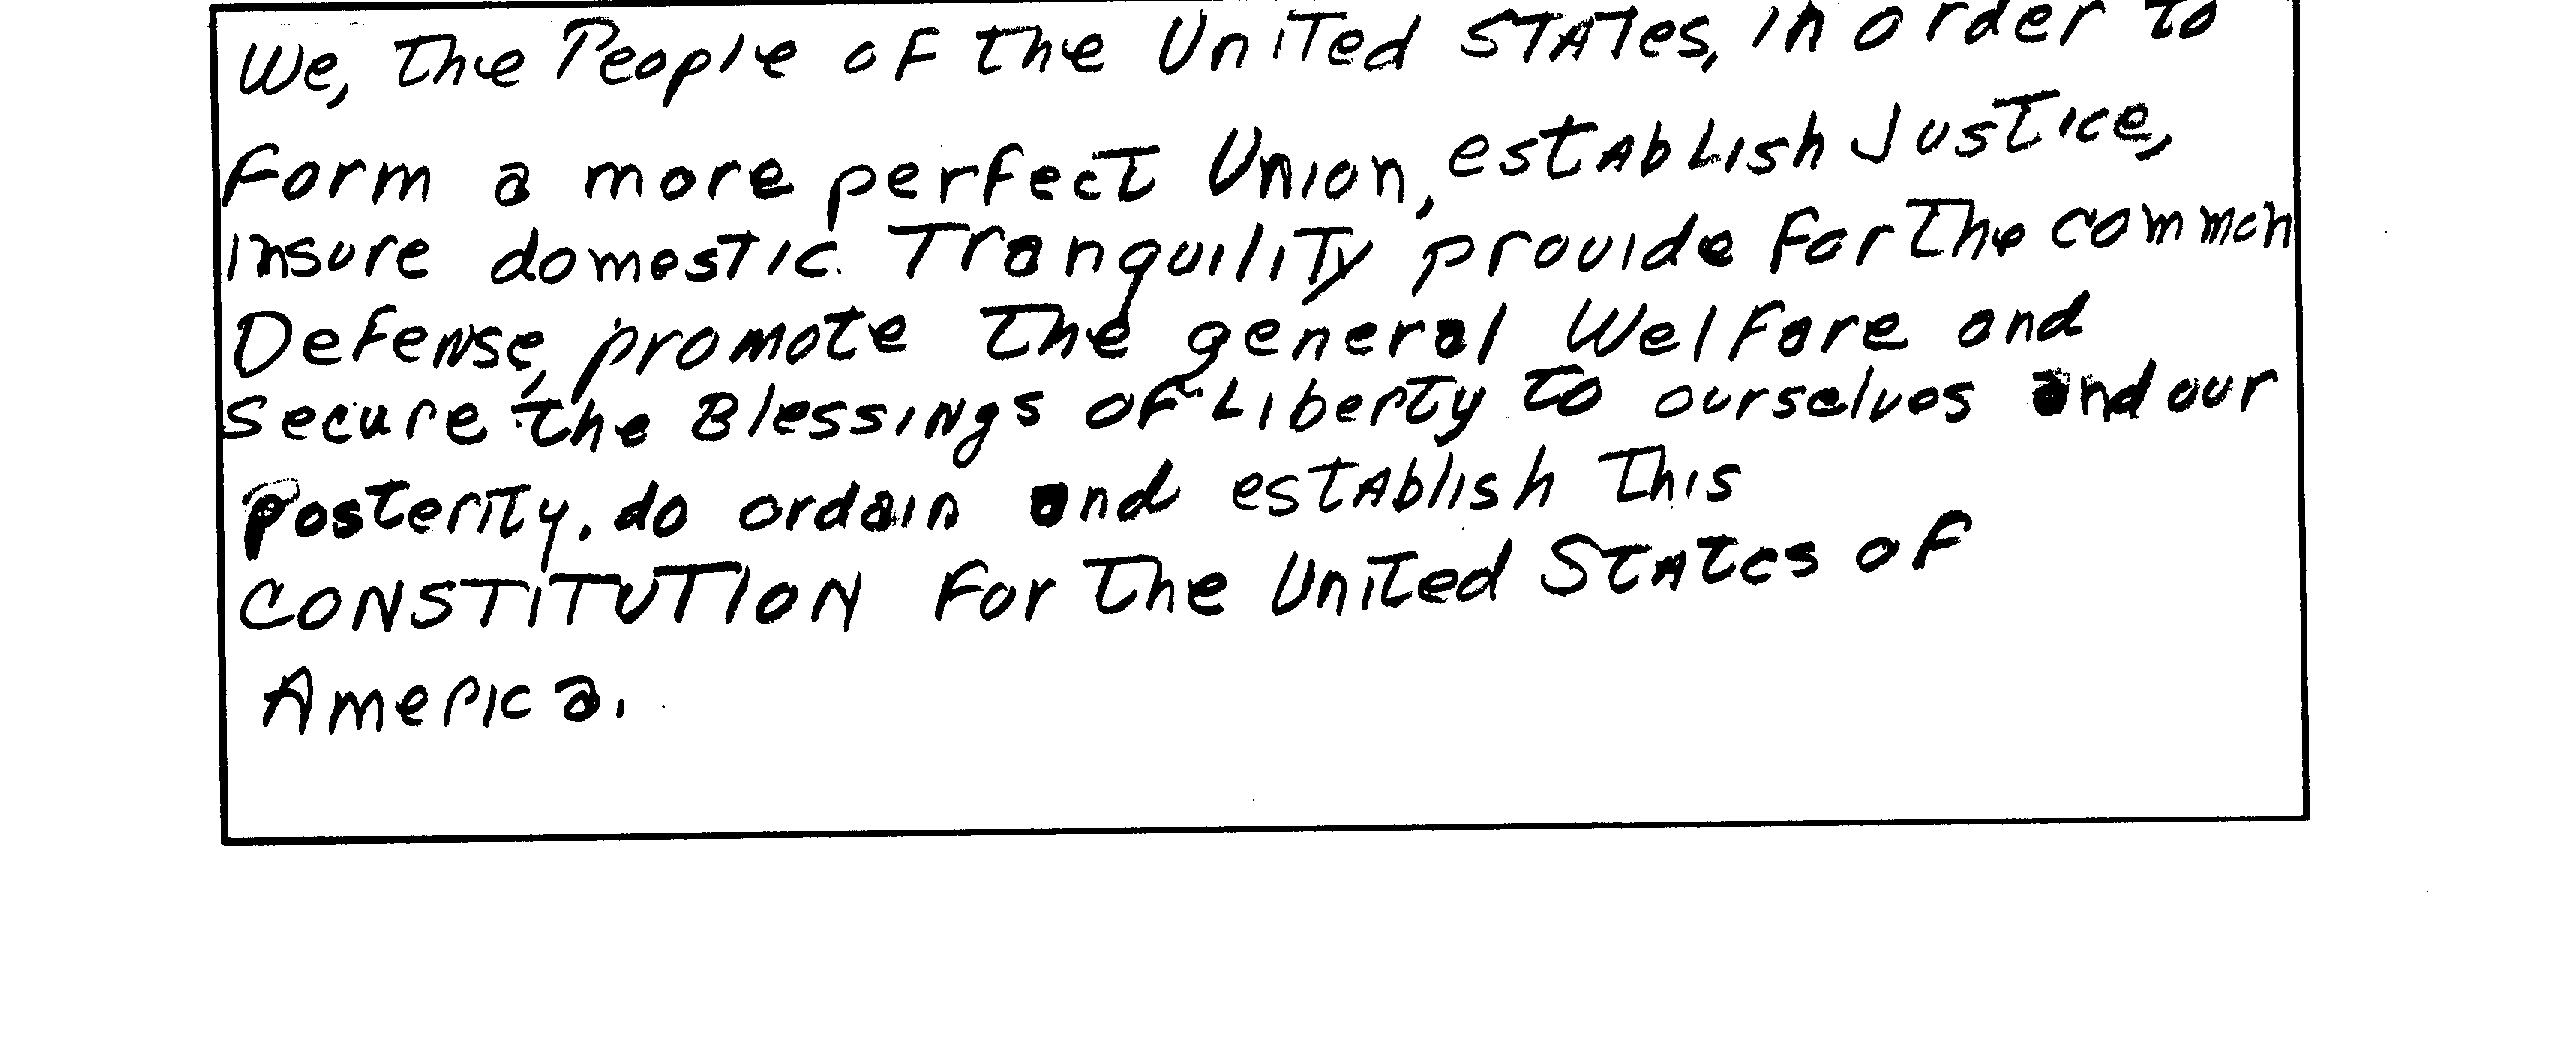 We, the People of the United States, in order to
form a more perfect Union, establish Justice,
insure domestic Tranquility provide for the common
Defense, promote the general Welfare and
Secure the Blessings of Liberty to ourselves and our
posterity. do ordain and establish this
CONSTITUTION for the United States of
America.